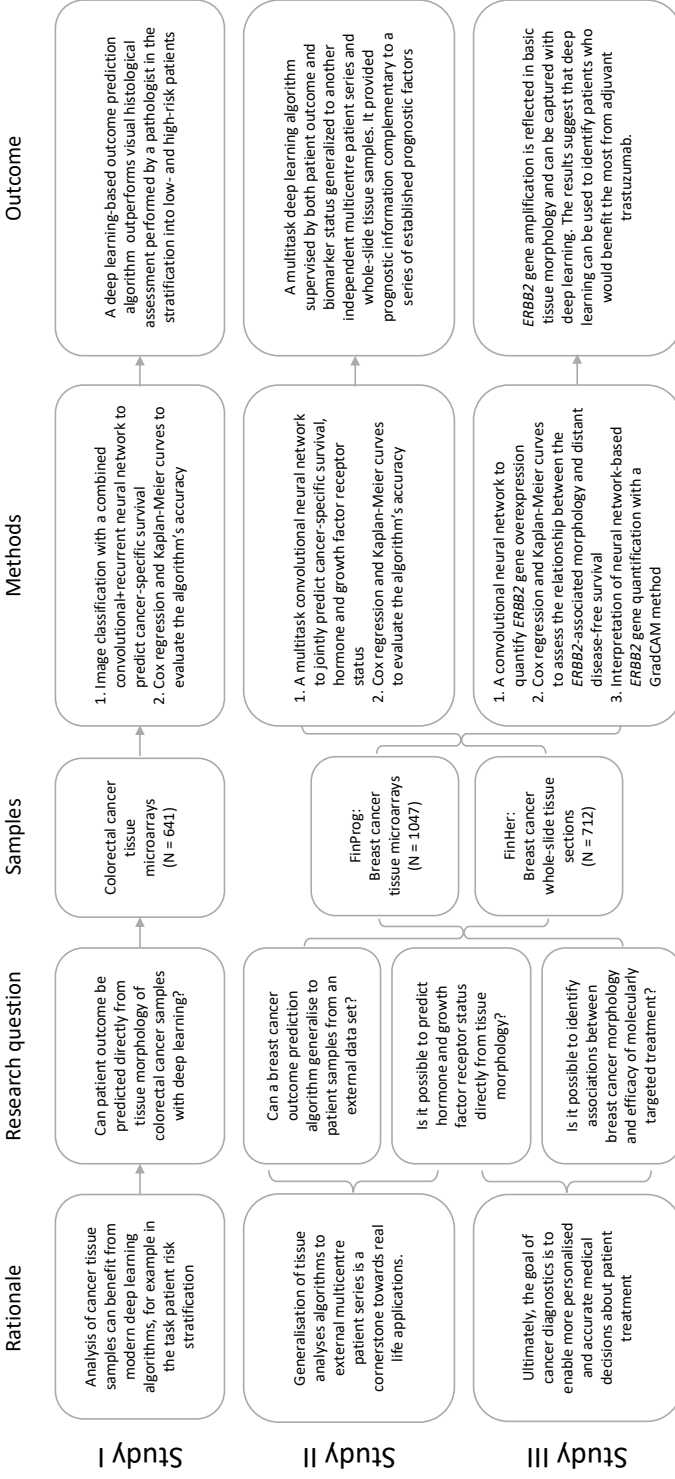 Rationale
Research question
Samples
Methods
Outcome
Study I
Analysis of cancer tissue
samples can benefit from
modern deep learning
algorithms, for example in
the task patient risk
stratification
Can patient outcome be
predicted directly from
tissue morphology of
colorectal cancer samples
with deep learning?
Colorectal cancer
tissue
microarrays
(N = 641)
1. Image classification with a combined
convolutional+recurrent neural network to
predict cancer-specific survival
2. Cox regression and Kaplan-Meier curves to
evaluate the algorithm's accuracy
A deep learning-based outcome prediction
algorithm outperforms visual histological
assessment performed by a pathologist in the
stratification into low- and high-risk patients
Study II
Generalisation of tissue
analyses algorithms to
external multicentre
patient series is a
cornerstone towards real
life applications.
Can a breast cancer
outcome prediction
algorithm generalise to
patient samples from an
external data set?
Is it possible to predict
hormone and growth
factor receptor status
directly from tissue
morphology?
FinProg:
Breast cancer
tissue microarrays
(N = 1047)
1. A multitask convolutional neural network
to jointly predict cancer-specific survival,
hormone and growth factor receptor
status
2. Cox regression and Kaplan-Meier curves
to evaluate the algorithm's accuracy
A multitask deep learning algorithm
supervised by both patient outcome and
biomarker status generalized to another
independent multicentre patient series and
whole-slide tissue samples. It provided
prognostic information complementary to a
series of established prognostic factors
Study III
Ultimately, the goal of
cancer diagnostics is to
enable more personalised
and accurate medical
decisions about patient
treatment
Is it possible to identify
associations between
breast cancer morphology
and efficacy of molecularly
targeted treatment?
FinHer:
Breast cancer
whole-slide tissue
sections
(N = 712)
1. A convolutional neural network to
quantify ERBB2 gene overexpression
2. Cox regression and Kaplan-Meier curves
to assess the relationship between the
ERBB2-associated morphology and distant
disease-free survival
3. Interpretation of neural network-based
ERBB2 gene quantification with a
GradCAM method
ERBB2 gene amplification is reflected in basic
tissue morphology and can be captured with
deep learning. The results suggest that deep
learning can be used to identify patients who
would benefit the most from adjuvant
trastuzumab.